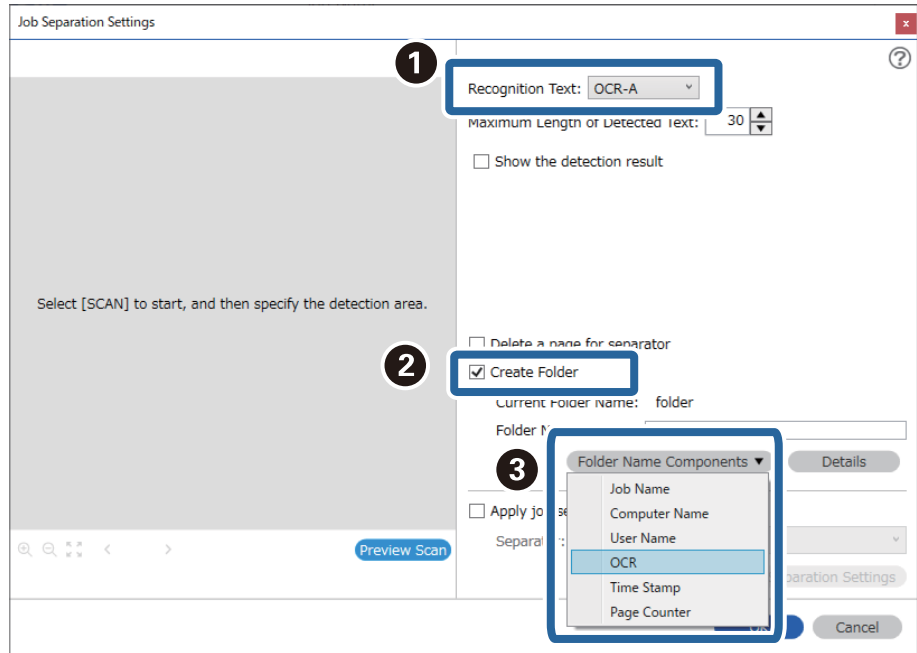 Job Separation Settings
x
?
1
Recognition Text: OCR-A
Maximum Length of Detected Text: 30
Show the detection result
Select [SCAN] to start, and then specify the detection area.
Delete a page for separator
2
Create Folder
Current Folder Name: folder
Folder N
3
Folder Name Components ▼ Details
Job Name
Apply jo se
Computer Name
Separat :
User Name
OCR
Preview Scan
paration Settings
Time Stamp
Page Counter
OK Cancel